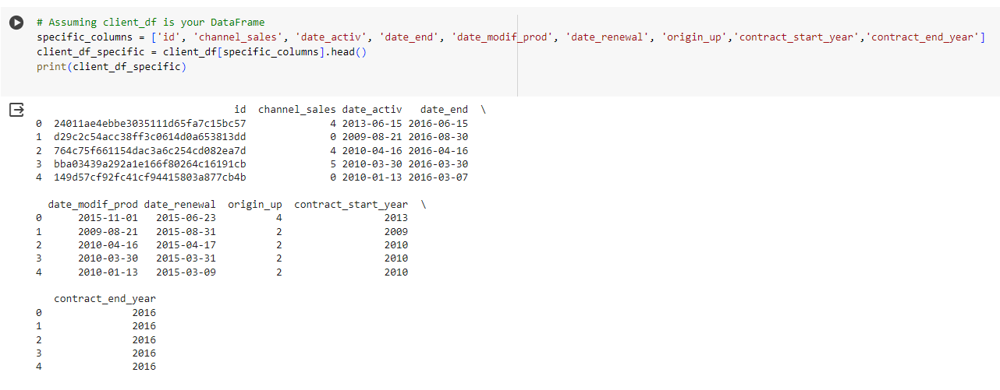 # Assuming client_df is your DataFrame
specific_columns = ['id', 'channel_sales', 'date_activ', 'date_end', 'date_modif_prod', 'date_renewal', 'origin_up','contract_start_year','contract_end_year']
client_df_specific = client_df[specific_columns].head()
print(client_df_specific)
id channel_sales date_activ date_end \
0 24011ae4ebbe3035111d65fa7c15bc57 4 2013-06-15 2016-06-15
1 d29c2c54acc38ff3c0614d0a653813dd 0 2009-08-21 2016-08-30
2 764c75f661154dac3a6c254cd082ea7d 4 2010-04-16 2016-04-16
3 bba03439a292a1e166f80264c16191cb 5 2010-03-30 2016-03-30
4 149d57cf92fc41cf94415803a877cb4b 0 2010-01-13 2016-03-07
date_modif_prod date_renewal origin_up contract_start_year \
0 2015-11-01 2015-06-23 4 2013
1 2009-08-21 2015-08-31 2 2009
2 2010-04-16 2015-04-17 2 2010
3 2010-03-30 2015-03-31 2 2010
4 2010-01-13 2015-03-09 2 2010
contract_end_year
0 2016
1 2016
2 2016
3 2016
4 2016